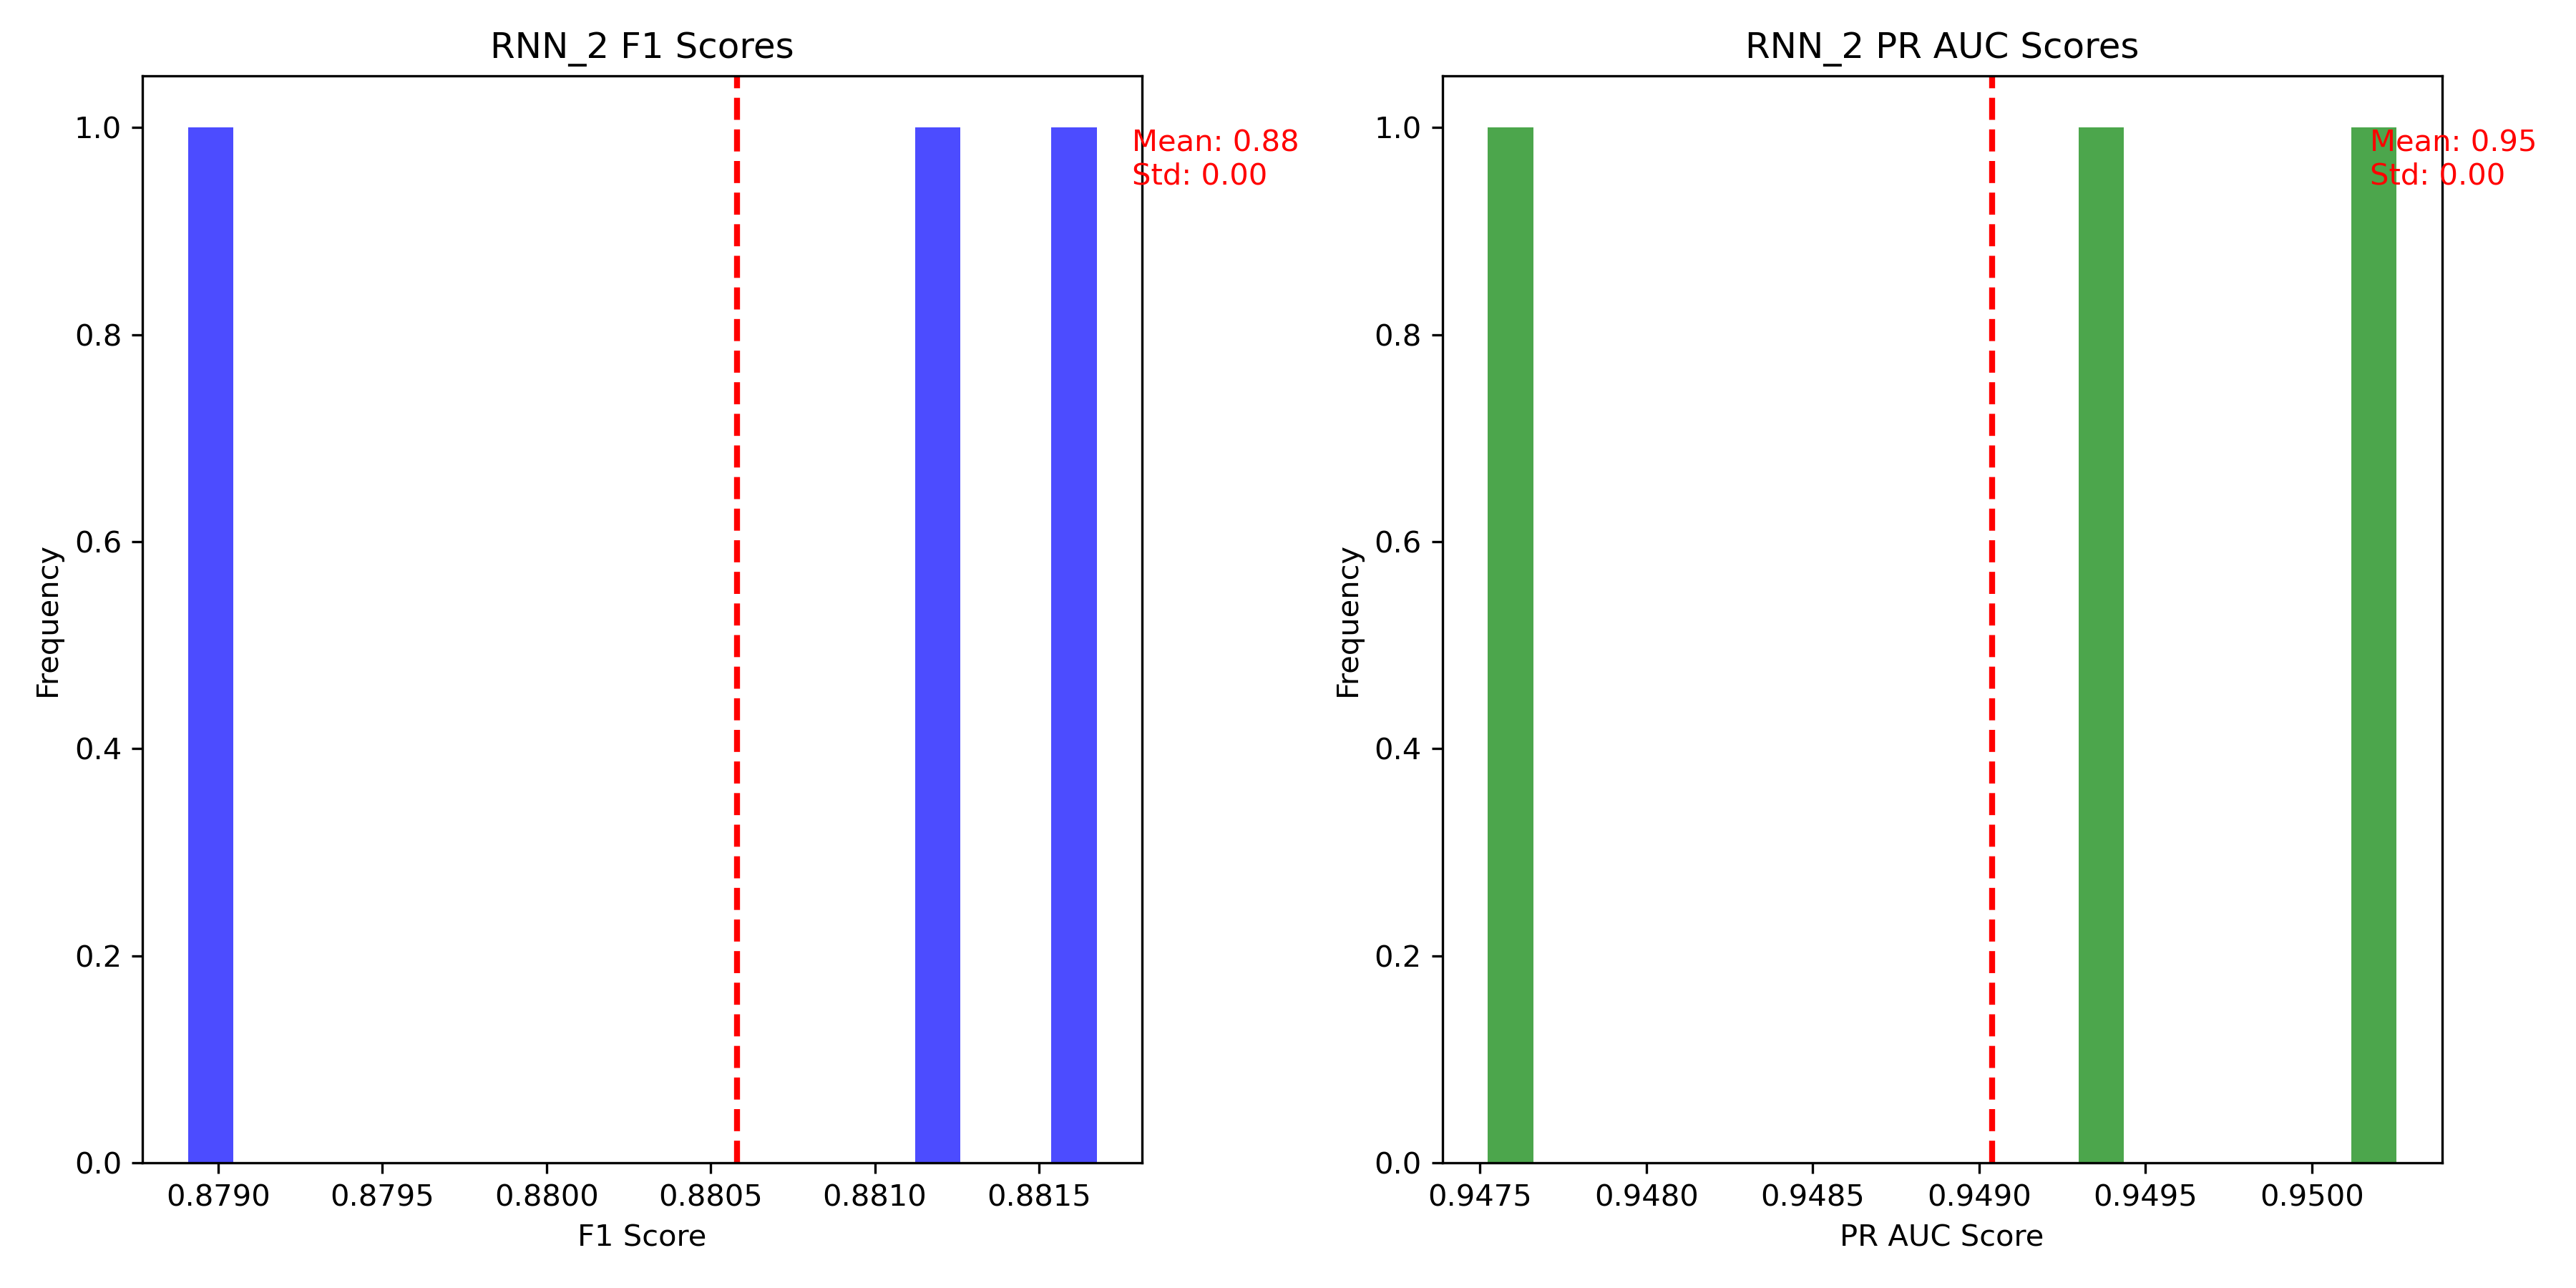 RNN_2 F1 Scores
1.0
0.8
0.6
0.4
0.2
0.0
Frequency
Mean: 0.88
Std: 0.00
0.8790 0.8795 0.8800 0.8805 0.8810 0.8815
F1 Score
RNN_2 PR AUC Scores
1.0
0.8
0.6
0.4
0.2
0.0
Frequency
Mean: 0.95
Std: 0.00
0.9475 0.9480 0.9485 0.9490 0.9495 0.9500
PR AUC Score